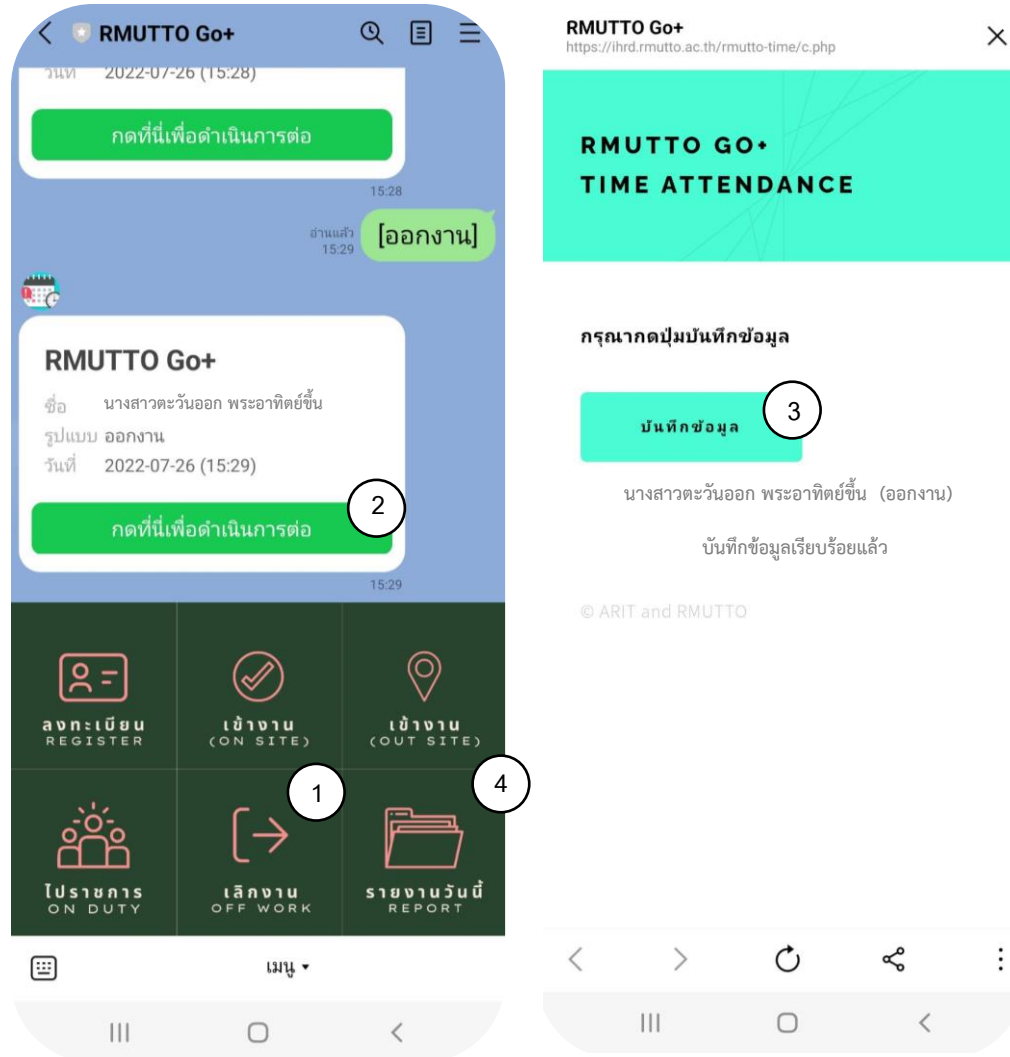 RMUTTO Go+
วันที่ 2022-07-26 (15:28)
กดที่นี่เพื่อดำเนินการต่อ
15:28
อ่านแล้ว
15:29
[ออกงาน]
RMUTTO Go+
ชื่อ นางสาวตะวันออก พระอาทิตย์ขึ้น
รูปแบบ ออกงาน
วันที่ 2022-07-26 (15:29)
2
กดที่นี่เพื่อดำเนินการต่อ
15:29
ลงทะเบียน
REGISTER
เข้างาน
(ON SITE)
เข้างาน
(OUT SITE)
1
4
ไปราชการ
ON DUTY
เลิกงาน
OFF WORK
รายงานวันนี้
REPORT
เมนู
RMUTTO Go+
https://ihrd.rmutto.ac.th/rmutto-time/c.php
RMUTTO GO+
TIME ATTENDANCE
กรุณากดปุ่มบันทึกข้อมูล
3
บันทึกข้อมูล
นางสาวตะวันออก พระอาทิตย์ขึ้น (ออกงาน)
บันทึกข้อมูลเรียบร้อยแล้ว
© ARIT and RMUTTO